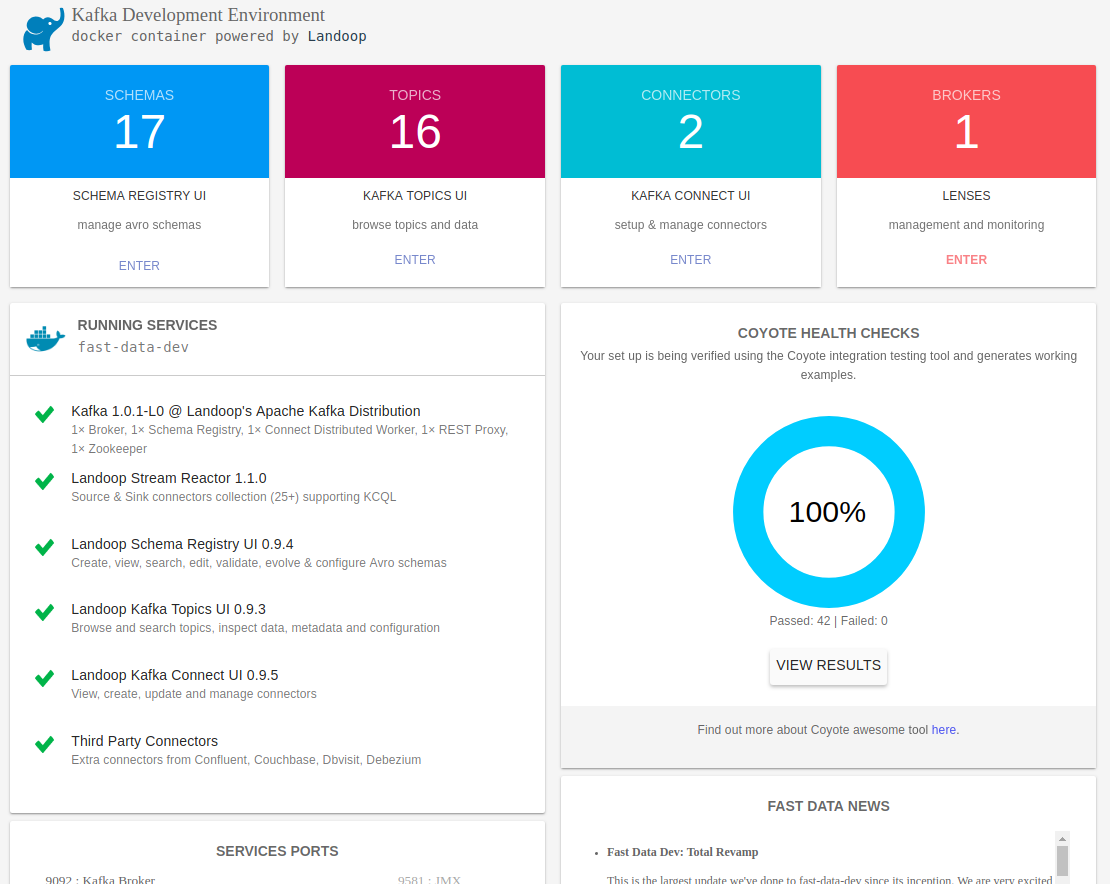 Kafka Development Environment
docker container powered by Landoop
SCHEMAS
17
SCHEMA REGISTRY UI
manage avro schemas
ENTER
TOPICS
16
KAFKA TOPICS UI
browse topics and data
ENTER
CONNECTORS
2
KAFKA CONNECT UI
setup & manage connectors
ENTER
BROKERS
1
LENSES
management and monitoring
ENTER
RUNNING SERVICES
fast-data-dev
Kafka 1.0.1-L0 @ Landoop's Apache Kafka Distribution
1× Broker, 1× Schema Registry, 1× Connect Distributed Worker, 1× REST Proxy,
1× Zookeeper
Landoop Stream Reactor 1.1.0
Source & Sink connectors collection (25+) supporting KCQL
Landoop Schema Registry UI 0.9.4
Create, view, search, edit, validate, evolve & configure Avro schemas
Landoop Kafka Topics UI 0.9.3
Browse and search topics, inspect data, metadata and configuration
Landoop Kafka Connect UI 0.9.5
View, create, update and manage connectors
Third Party Connectors
Extra connectors from Confluent, Couchbase, Dbvisit, Debezium
SERVICES PORTS
9092 : Kafka Broker
9581 : JMX
COYOTE HEALTH CHECKS
Your set up is being verified using the Coyote integration testing tool and generates working
examples.
100%
Passed: 42 | Failed: 0
VIEW RESULTS
Find out more about Coyote awesome tool here.
FAST DATA NEWS
• Fast Data Dev: Total Revamp
This is the largest update we've done to fast-data-dev since its inception. We are very excited